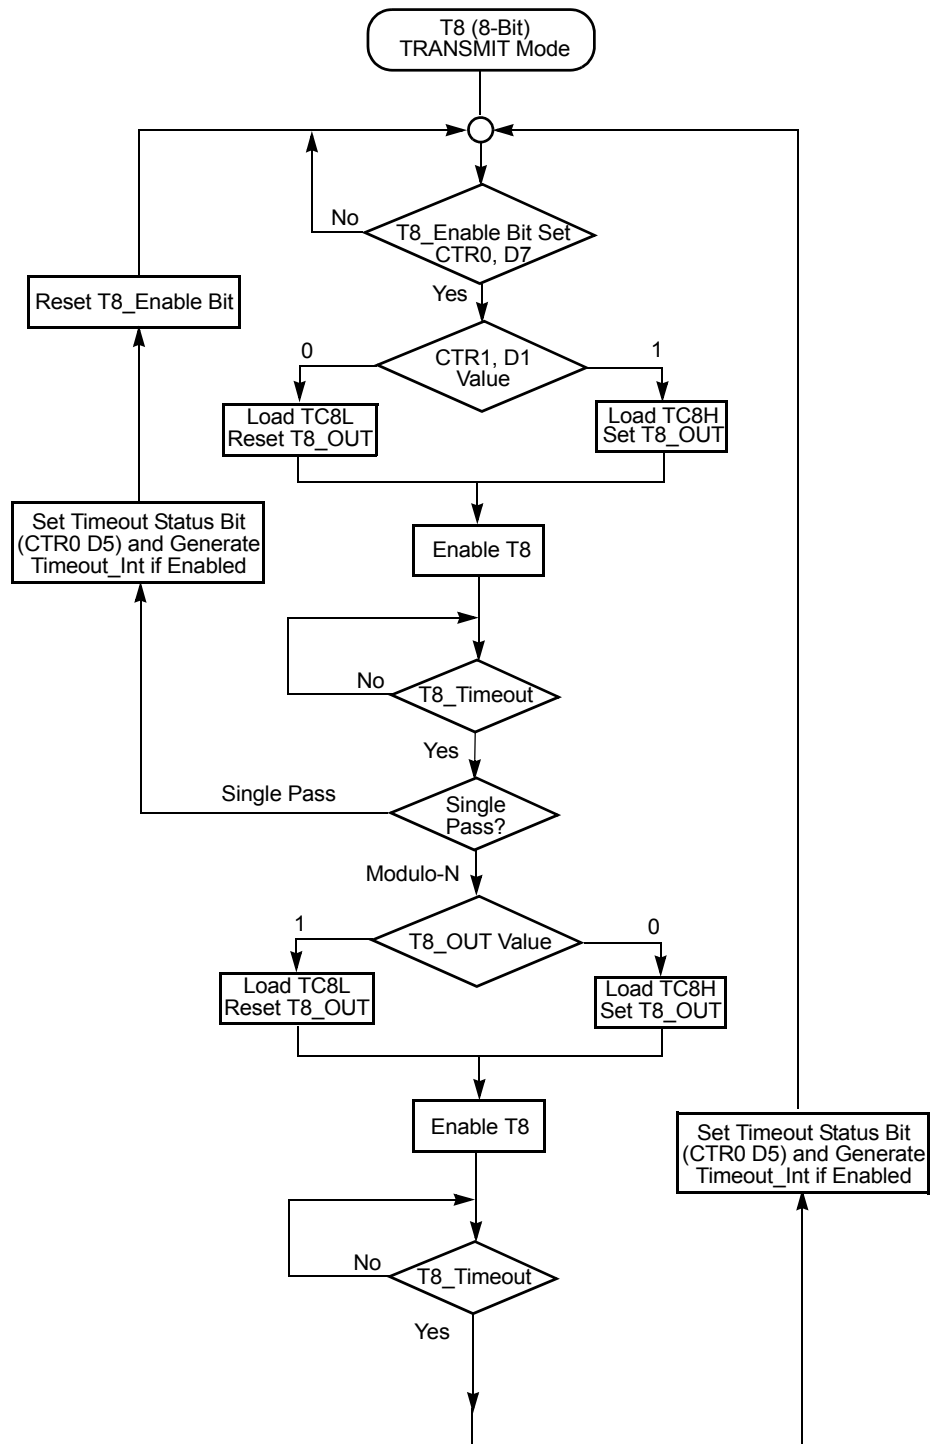 T8 (8-Bit)
TRANSMIT Mode
No
T8_Enable Bit Set
CTR0, D7
Yes
Reset T8_Enable Bit
0
CTR1, D1
Value
1
Load TC8L
Reset T8_OUT
Load TC8H
Set T8_OUT
Set Timeout Status Bit
(CTR0 D5) and Generate
Timeout_Int if Enabled
Enable T8
No
T8_Timeout
Yes
Single Pass
Single
Pass?
Modulo-N
1
T8_OUT Value
0
Load TC8L
Reset T8_OUT
Load TC8H
Set T8_OUT
Enable T8
Set Timeout Status Bit
(CTR0 D5) and Generate
Timeout_Int if Enabled
No
T8_Timeout
Yes